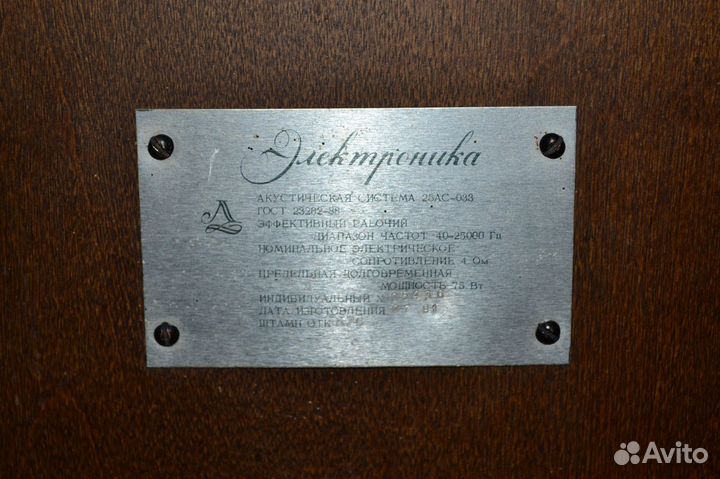 Электроника
АКУСТИЧЕСКАЯ СИСТЕМА 25АС-033
ГОСТ 23262-88
ЭФФЕКТИВНЫЙ РАБОЧИЙ
ДИАПАЗОН ЧАСТОТ 40-25000 Гц
НОМИНАЛЬНОЕ ЭЛЕКТРИЧЕСКОЕ
СОПРОТИВЛЕНИЕ 4 Ом
ПРЕДЕЛЬНАЯ ДОЛГОВРЕМЕННАЯ
МОЩНОСТЬ 75 Вт
ИНДИВИДУАЛЬНЫЙ №
ДАТА ИЗГОТОВЛЕНИЯ
ШТАМП ОТК
Avito